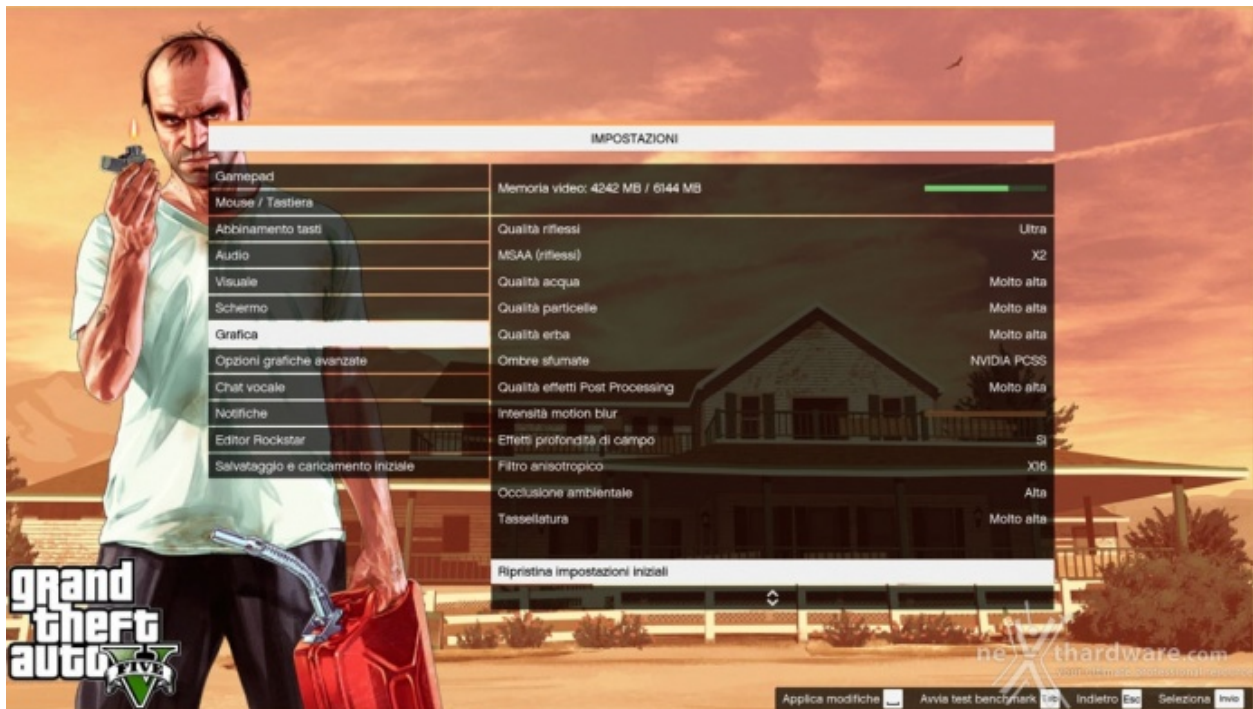 IMPOSTAZIONI
Gamepad
Mouse / Tastiera
Abbinamento tasti
Audio
Visuale
Schermo
Grafica
Opzioni grafiche avanzate
Chat vocale
Notifiche
Editor Rockstar
Salvataggio e caricamento iniziale
Memoria video: 4242 MB / 6144 MB
Qualità riflessi Ultra
MSAA (riflessi) X2
Qualità acqua Molto alta
Qualità particelle Molto alta
Qualità erba Molto alta
Ombre sfumate NVIDIA PCSS
Qualità effetti Post Processing Molto alta
Intensità motion blur
Effetti profondità di campo Sì
Filtro anisotropico X16
Occlusione ambientale Alta
Tassellatura Molto alta
Ripristina impostazioni iniziali
grand
theft
auto
FIVE
nexthardware.com
Applica modifiche Avvia test benchmark Tab Indietro Esc Seleziona Invio